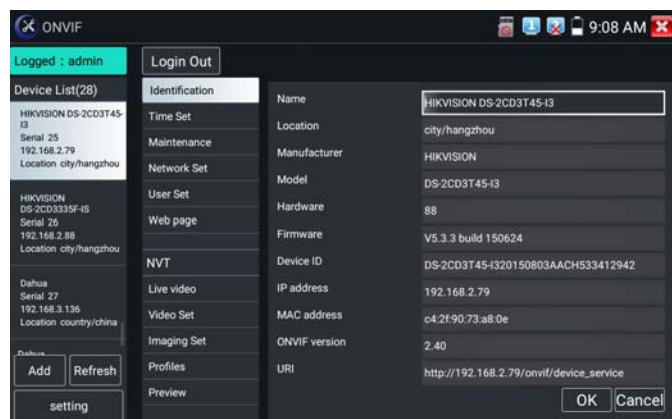 ONVIF
9:08 AM
Logged : admin
Login Out
Device List(28)
HIKVISION DS-2CD3T45-
I3
Serial 25
192.168.2.79
Location city/hangzhou
HIKVISION
DS-2CD3335F-IS
Serial 26
192.168.2.88
Location city/hangzhou
Dahua
Serial 27
192.168.3.136
Location country/china
Dahua
Add
Refresh
setting
Identification
Time Set
Maintenance
Network Set
User Set
Web page
NVT
Live video
Video Set
Imaging Set
Profiles
Preview
Name
HIKVISION DS-2CD3T45-I3
Location
city/hangzhou
Manufacturer
HIKVISION
Model
DS-2CD3T45-I3
Hardware
88
Firmware
V5.3.3 build 150624
Device ID
DS-2CD3T45-I320150803AACH533412942
IP address
192.168.2.79
MAC address
c4:2f:90:73:a8:0e
ONVIF version
2.40
URI
http://192.168.2.79/onvif/device_service
OK
Cancel